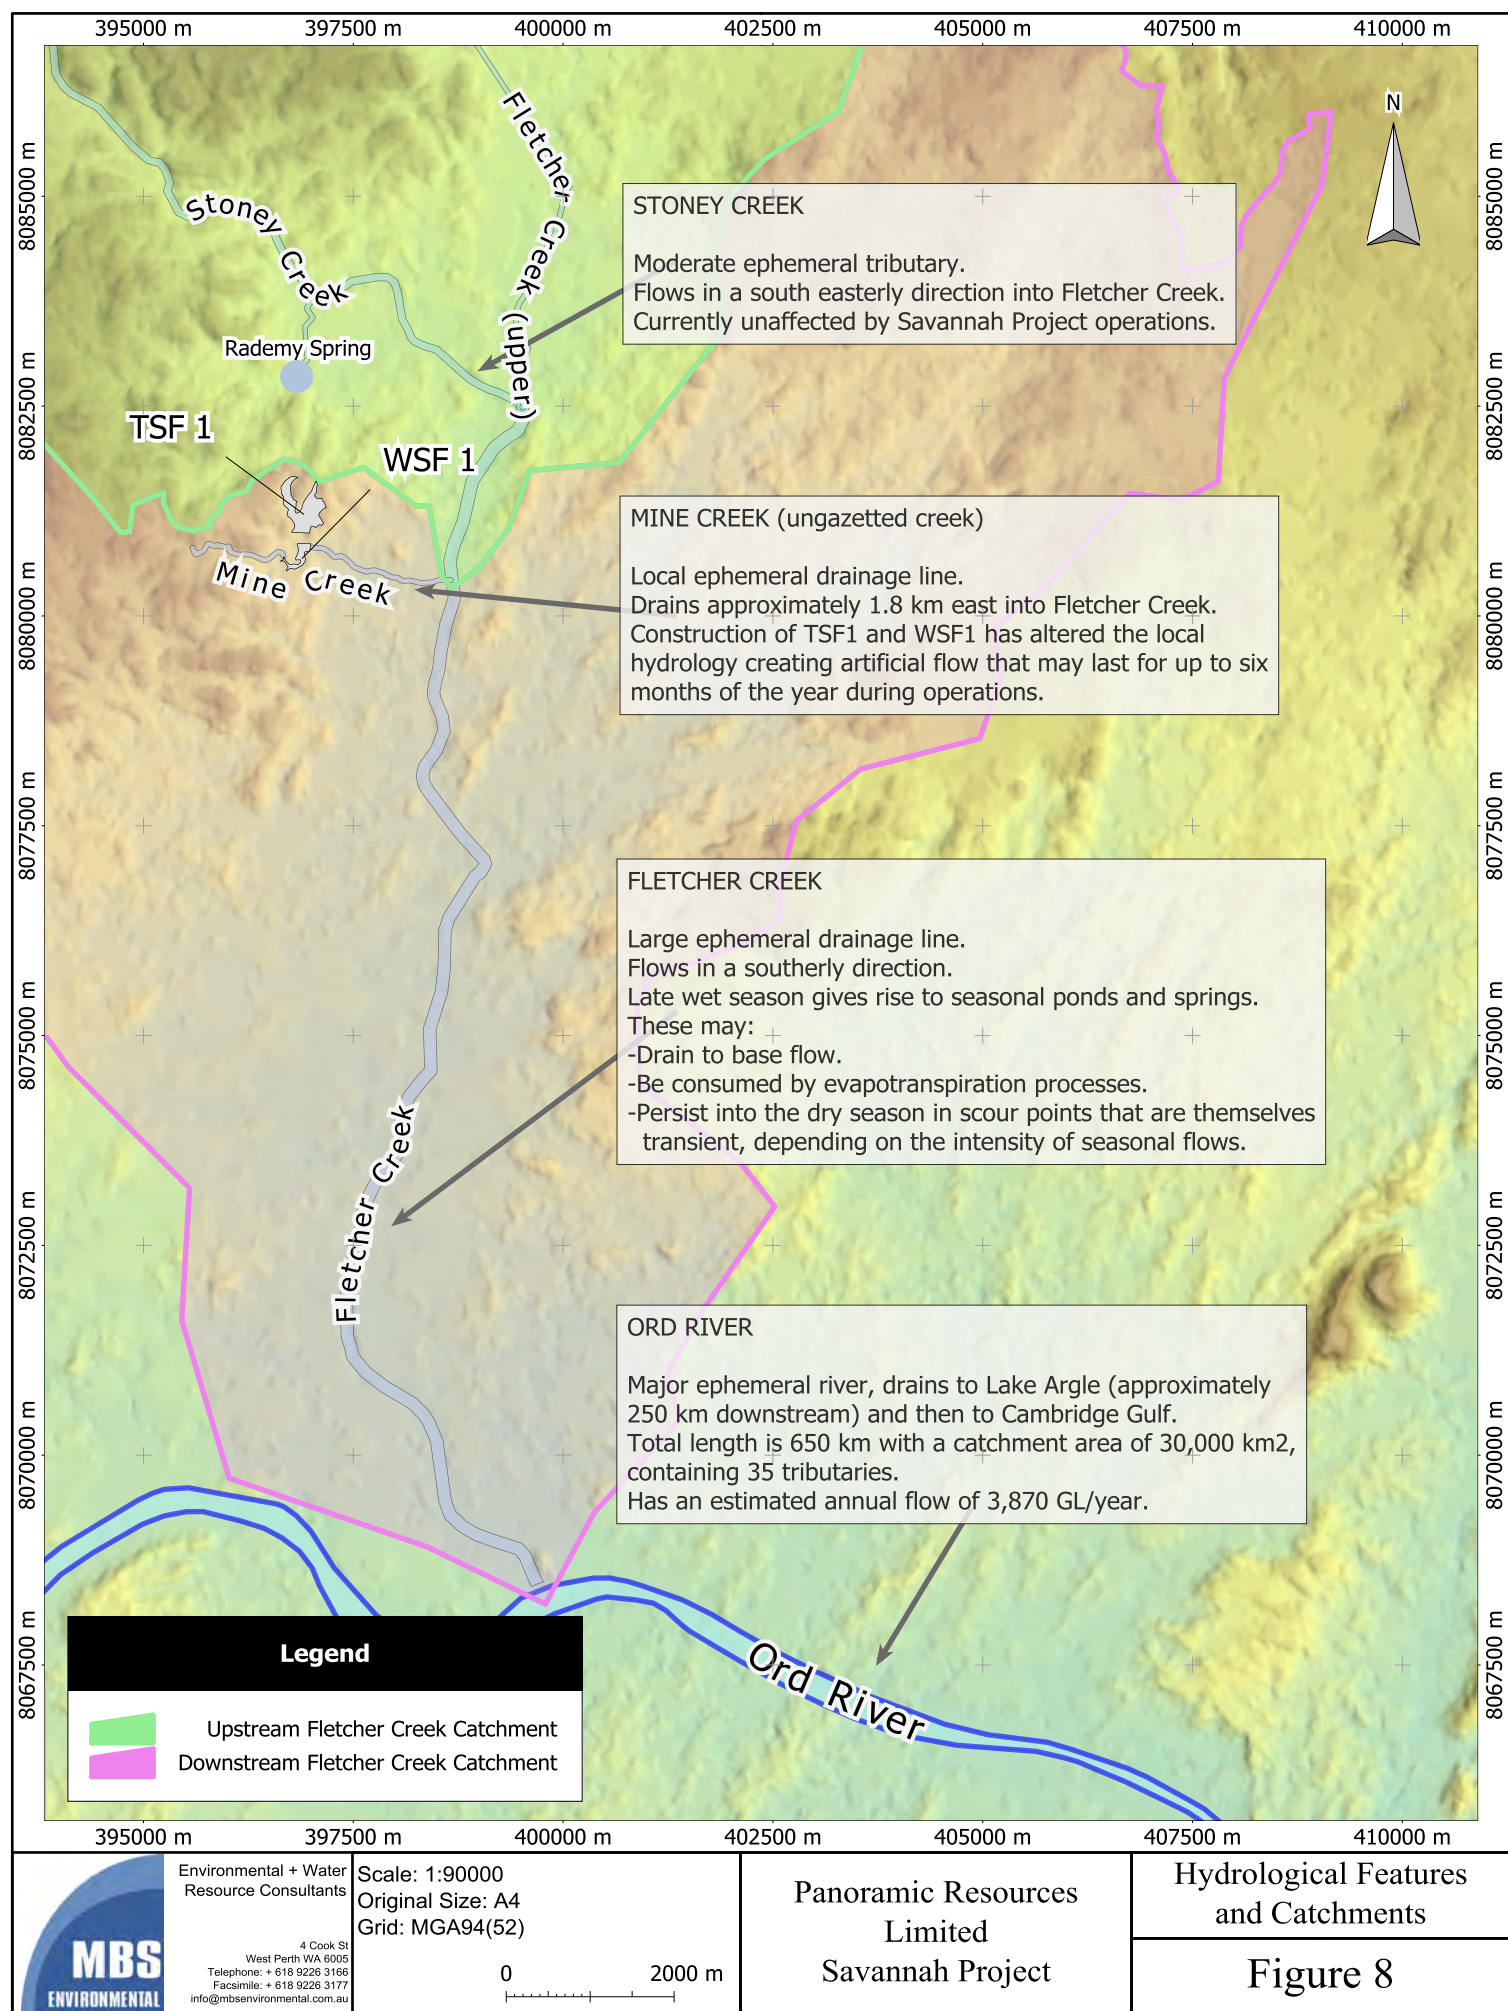 395000 m 397500 m 400000 m 402500 m 405000 m 407500 m 410000 m
8085000 m
8082500 m
8080000 m
8077500 m
8075000 m
8072500 m
8070000 m
8067500 m
Fletcher Creek (upper)
Stoney Creek
Rademy Spring
TSF 1
WSF 1
Mine Creek
Fletcher Creek
Ord River
N
STONEY CREEK
Moderate ephemeral tributary.
Flows in a south easterly direction into Fletcher Creek.
Currently unaffected by Savannah Project operations.
MINE CREEK (ungazetted creek)
Local ephemeral drainage line.
Drains approximately 1.8 km east into Fletcher Creek.
Construction of TSF1 and WSF1 has altered the local
hydrology creating artificial flow that may last for up to six
months of the year during operations.
FLETCHER CREEK
Large ephemeral drainage line.
Flows in a southerly direction.
Late wet season gives rise to seasonal ponds and springs.
These may:
-Drain to base flow.
-Be consumed by evapotranspiration processes.
-Persist into the dry season in scour points that are themselves
transient, depending on the intensity of seasonal flows.
ORD RIVER
Major ephemeral river, drains to Lake Argle (approximately
250 km downstream) and then to Cambridge Gulf.
Total length is 650 km with a catchment area of 30,000 km2,
containing 35 tributaries.
Has an estimated annual flow of 3,870 GL/year.
8085000 m
8082500 m
8080000 m
8077500 m
8075000 m
8072500 m
8070000 m
8067500 m
Legend
Upstream Fletcher Creek Catchment
Downstream Fletcher Creek Catchment
395000 m 397500 m 400000 m 402500 m 405000 m 407500 m 410000 m
MBS
ENVIRONMENTAL
Environmental + Water
Resource Consultants
4 Cook St
West Perth WA 6005
Telephone: + 618 9226 3166
Facsimile: + 618 9226 3177
info@mbsenvironmental.com.au
Scale: 1:90000
Original Size: A4
Grid: MGA94(52)
0 2000 m
Panoramic Resources
Limited
Savannah Project
Hydrological Features
and Catchments
Figure 8